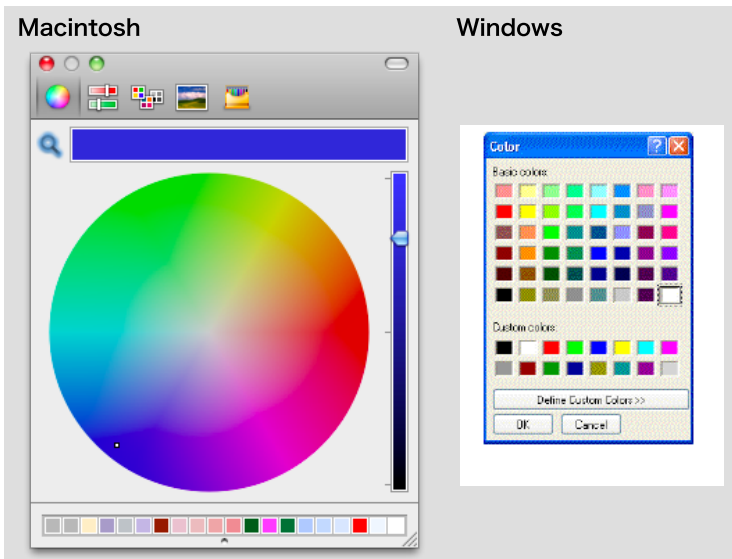 Macintosh
Windows
Color
Basic colors:
Custom colors:
Define Custom Colors >>
OK
Cancel